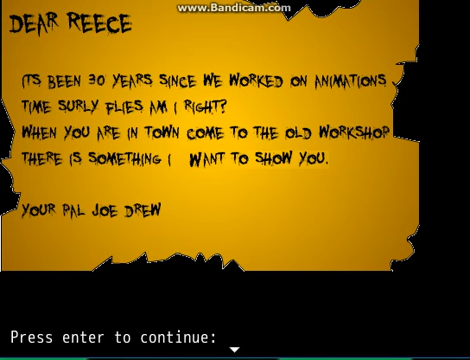 www.Bandicam.com
DEAR REECE
ITS BEEN 30 YEARS SINCE WE WORKED ON ANIMATIONS
TIME SURLY FLIES AM I RIGHT?
WHEN YOU ARE IN TOWN COME TO THE OLD WORKSHOP
THERE IS SOMETHING I WANT TO SHOW YOU.
YOUR PAL JOE DREW
Press enter to continue: